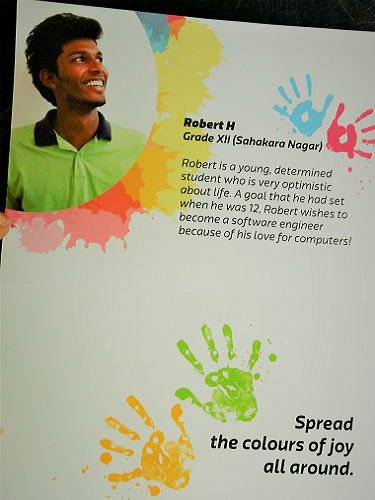 Robert H
Grade XII (Sahakara Nagar)
Robert is a young, determined
student who is very optimistic
about life. A goal that he had set
when he was 12, Robert wishes to
become a software engineer
because of his love for computers!
Spread
the colours of joy
all around.